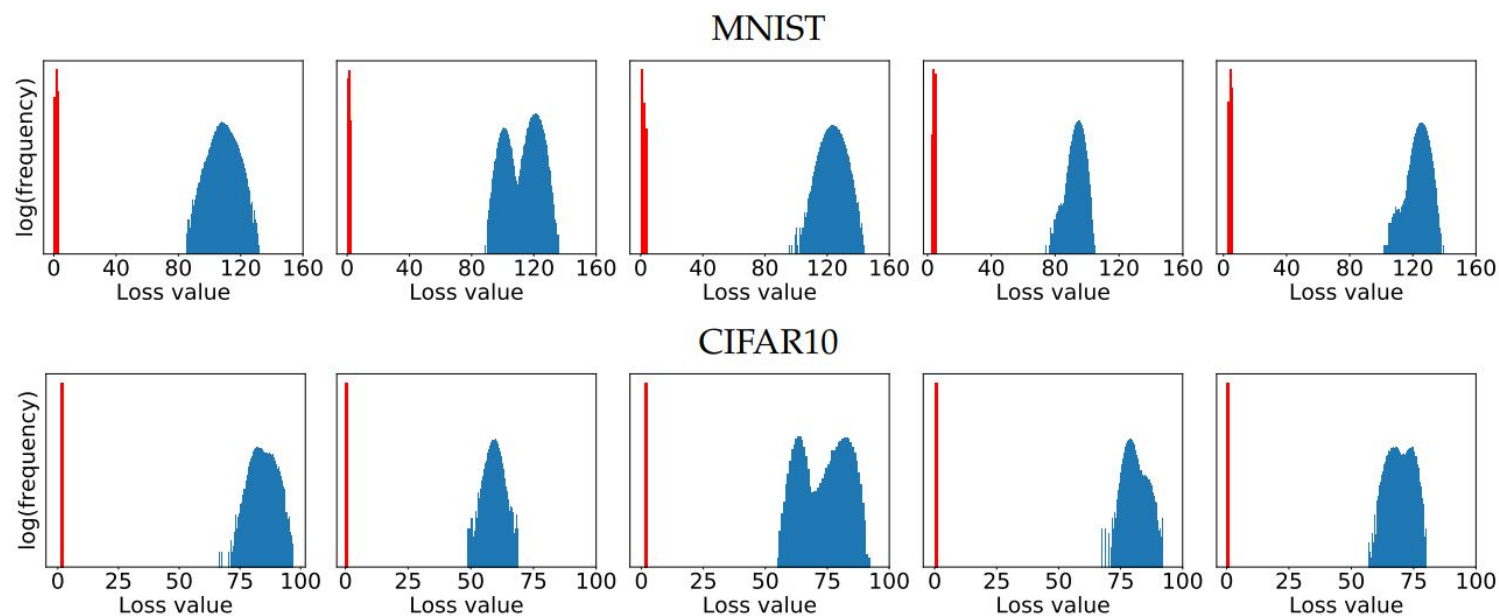 MNIST
log(frequency)
0 40 80 120 160 0 40 80 120 160 0 40 80 120 160 0 40 80 120 160 0 40 80 120 160
Loss value Loss value Loss value Loss value Loss value
CIFAR10
log(frequency)
0 25 50 75 100 0 25 50 75 100 0 25 50 75 100 0 25 50 75 100 0 25 50 75 100
Loss value Loss value Loss value Loss value Loss value